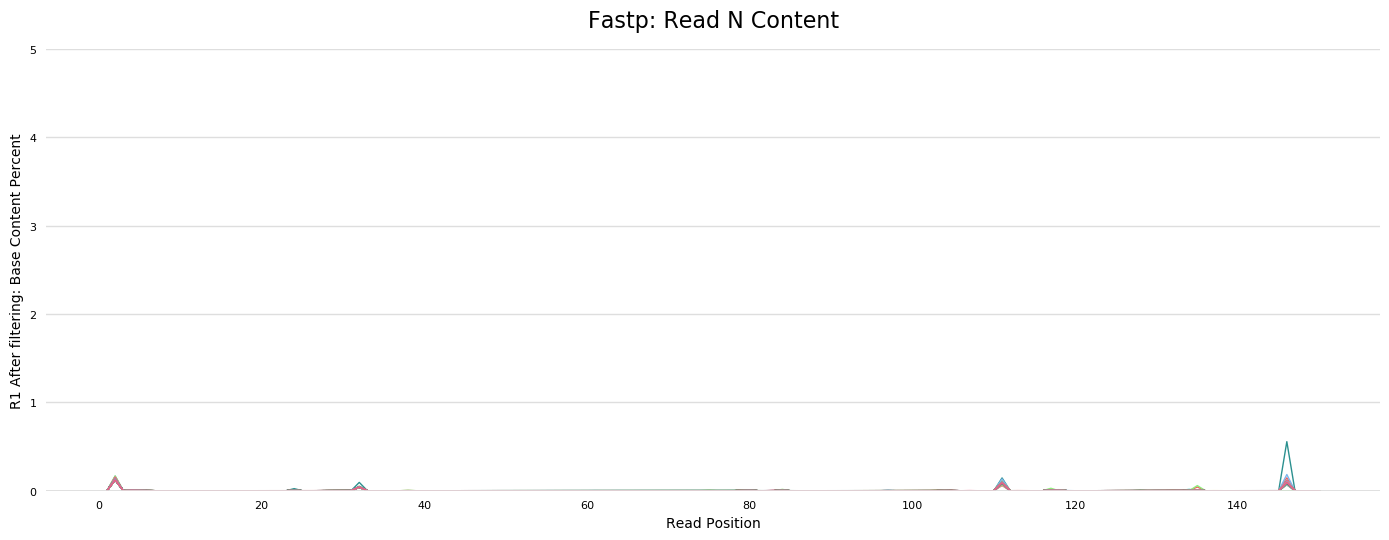 Fastp: Read N Content
R1 After filtering: Base Content Percent
5
4
3
2
1
0
0 20 40 60 80 100 120 140
Read Position